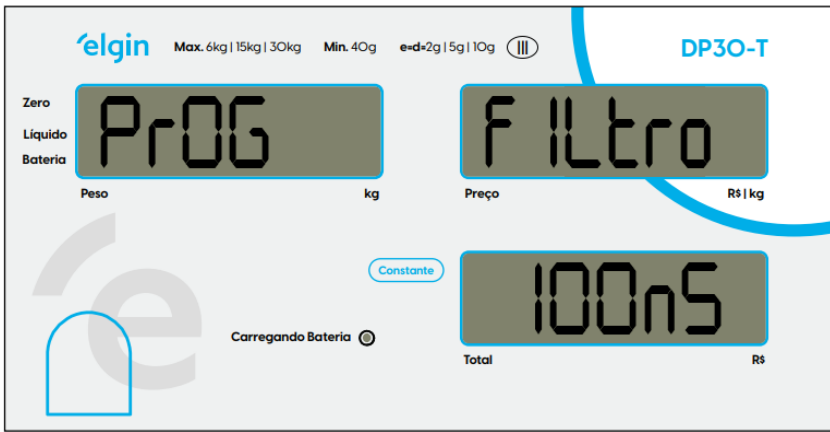 elgin
Max. 6kg | 15kg | 30kg Min. 40g e=d=2g | 5g | 10g III
DP30-T
Zero
Líquido
Bateria
PrOG
Peso kg
F1Ltro
Preço R$ | kg
Constante
100nS
Total R$
Carregando Bateria